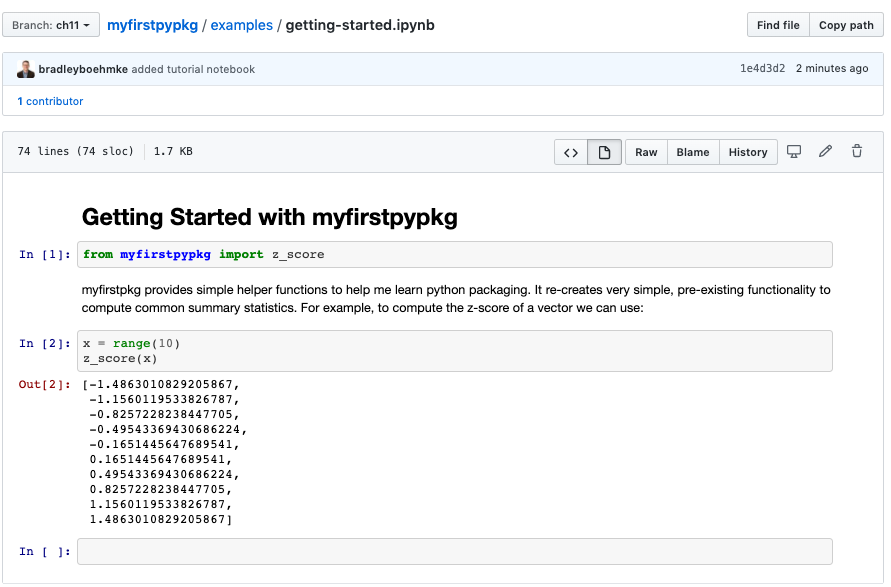 Branch: ch11 myfirstpypkg / examples / getting-started.ipynb Find file Copy path
bradleyboehmke added tutorial notebook 1e4d3d2 2 minutes ago
1 contributor
74 lines (74 sloc) 1.7 KB <> Raw Blame History
Getting Started with myfirstpypkg
In [1]: from myfirstpypkg import z_score
myfirstpkg provides simple helper functions to help me learn python packaging. It re-creates very simple, pre-existing functionality to
compute common summary statistics. For example, to compute the z-score of a vector we can use:
In [2]: x = range(10)
z_score(x)
Out[2]: [-1.4863010829205867,
-1.1560119533826787,
-0.8257228238447705,
-0.49543369430686224,
-0.1651445647689541,
0.1651445647689541,
0.49543369430686224,
0.8257228238447705,
1.1560119533826787,
1.4863010829205867]
In [ ]: